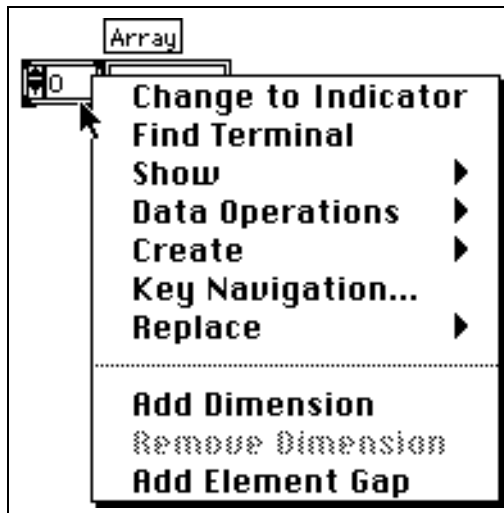 Array
0
Change to Indicator
Find Terminal
Show
Data Operations
Create
Key Navigation...
Replace
Add Dimension
Remove Dimension
Add Element Gap